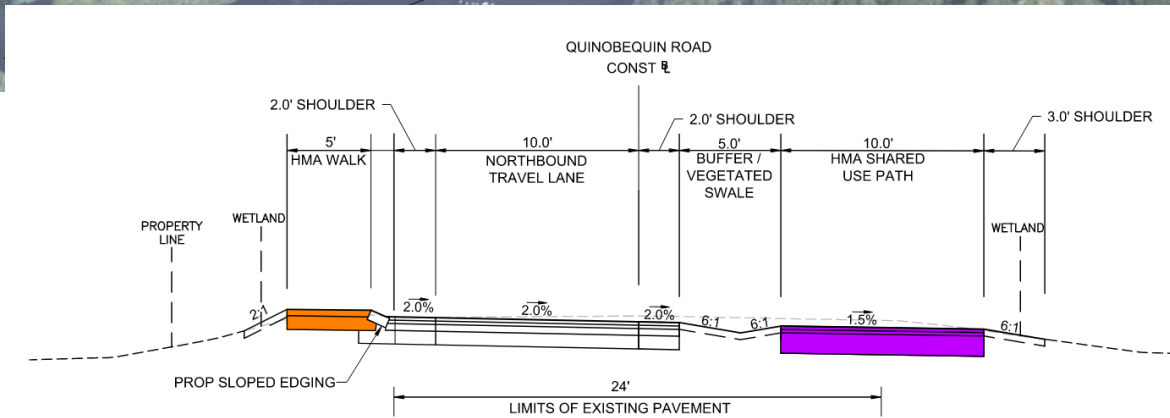 QUINOBEQUIN ROAD
CONST ⅊
2.0' SHOULDER
2.0' SHOULDER
3.0' SHOULDER
5'
HMA WALK
10.0'
NORTHBOUND
TRAVEL LANE
5.0'
BUFFER /
VEGETATED
SWALE
10.0'
HMA SHARED
USE PATH
PROPERTY
LINE
WETLAND
WETLAND
2:1
2.0%
2.0%
2.0%
6:1
6:1
1.5%
6:1
PROP SLOPED EDGING
24'
LIMITS OF EXISTING PAVEMENT